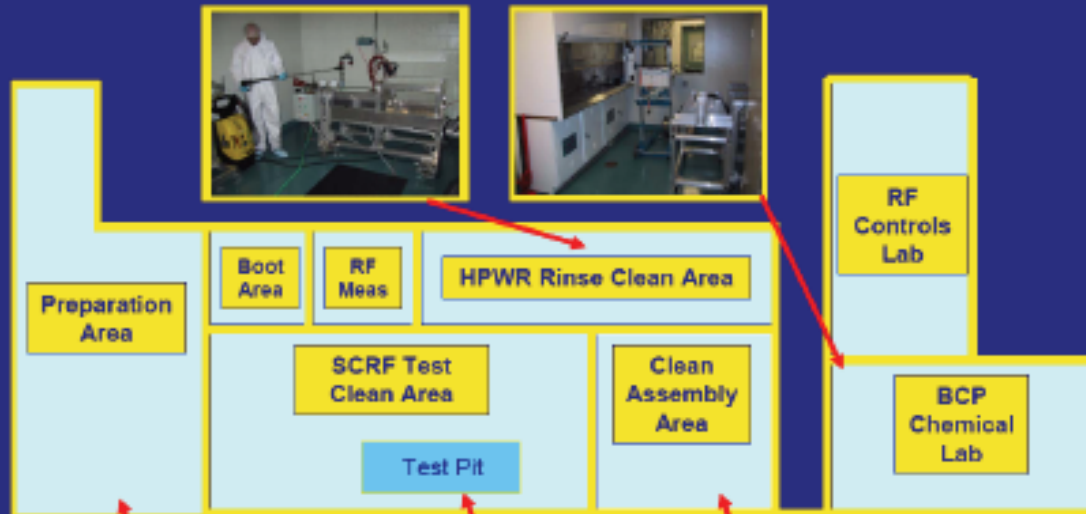 RF
Controls
Lab
Boot
Area
RF
Meas
HPWR Rinse Clean Area
Preparation
Area
SCRF Test
Clean Area
Clean
Assembly
Area
BCP
Chemical
Lab
Test Pit